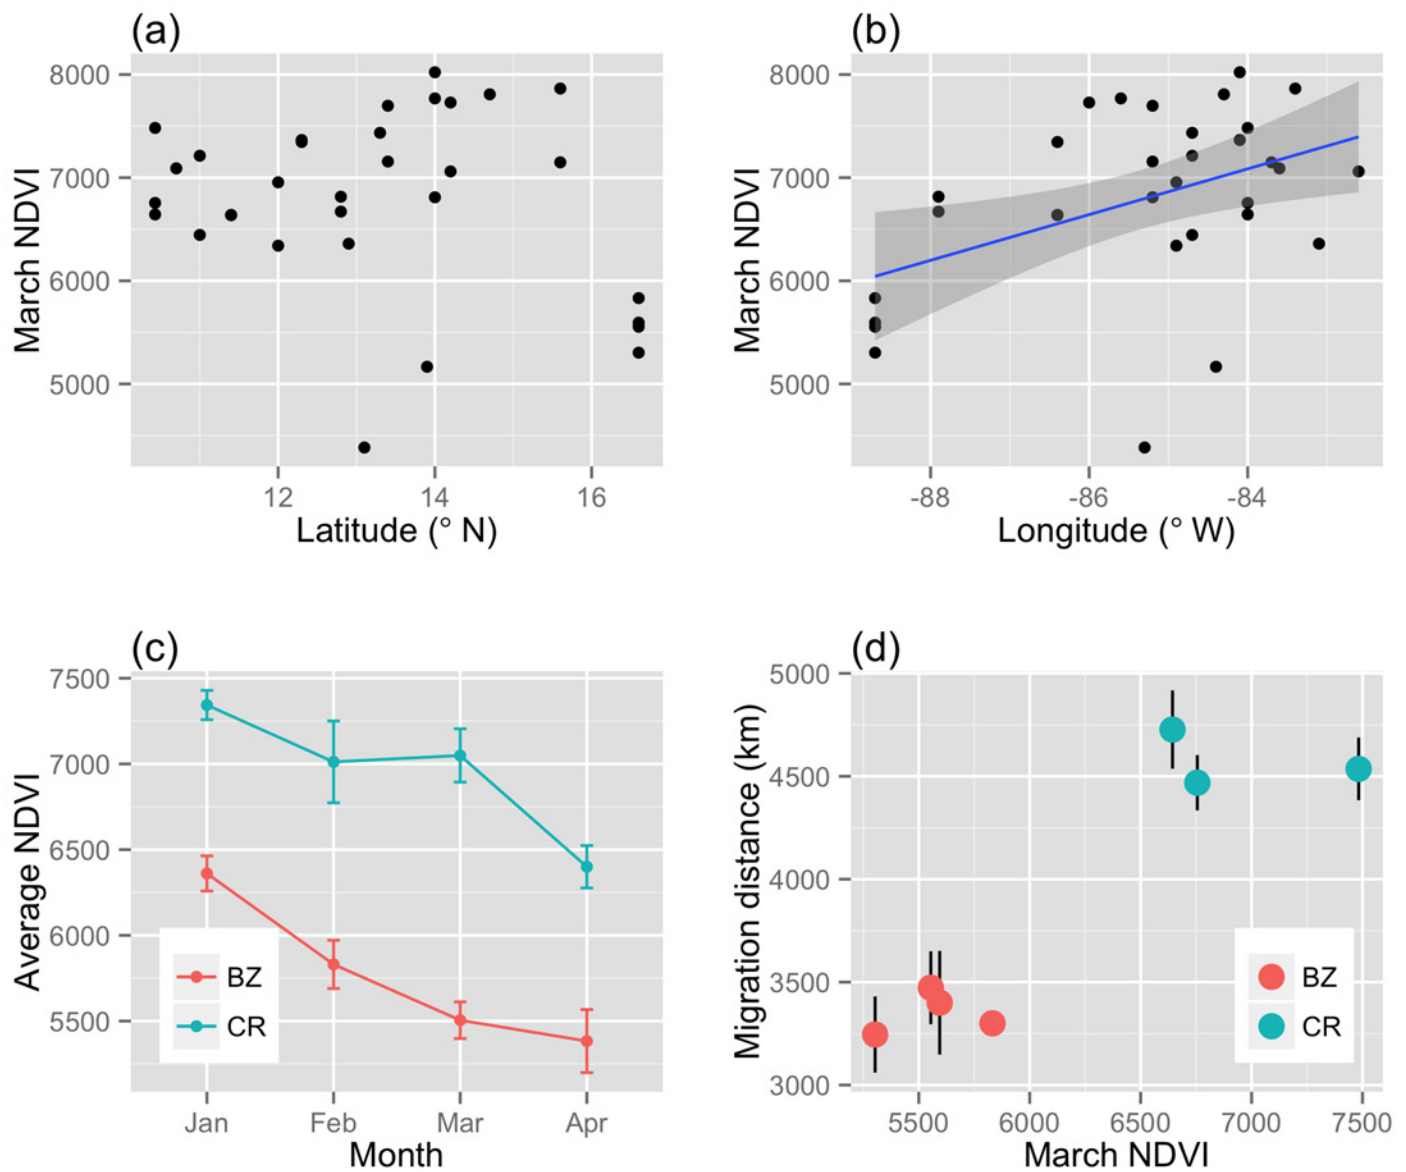 (a)
8000
7000
6000
5000
March NDVI
12 14 16
Latitude (° N)
(b)
8000
7000
6000
5000
March NDVI
-88 -86 -84
Longitude (° W)
(c)
7500
7000
6500
6000
5500
Average NDVI
BZ
CR
Jan Feb Mar Apr
Month
(d)
5000
4500
4000
3500
3000
Migration distance (km)
BZ
CR
5500 6000 6500 7000 7500
March NDVI